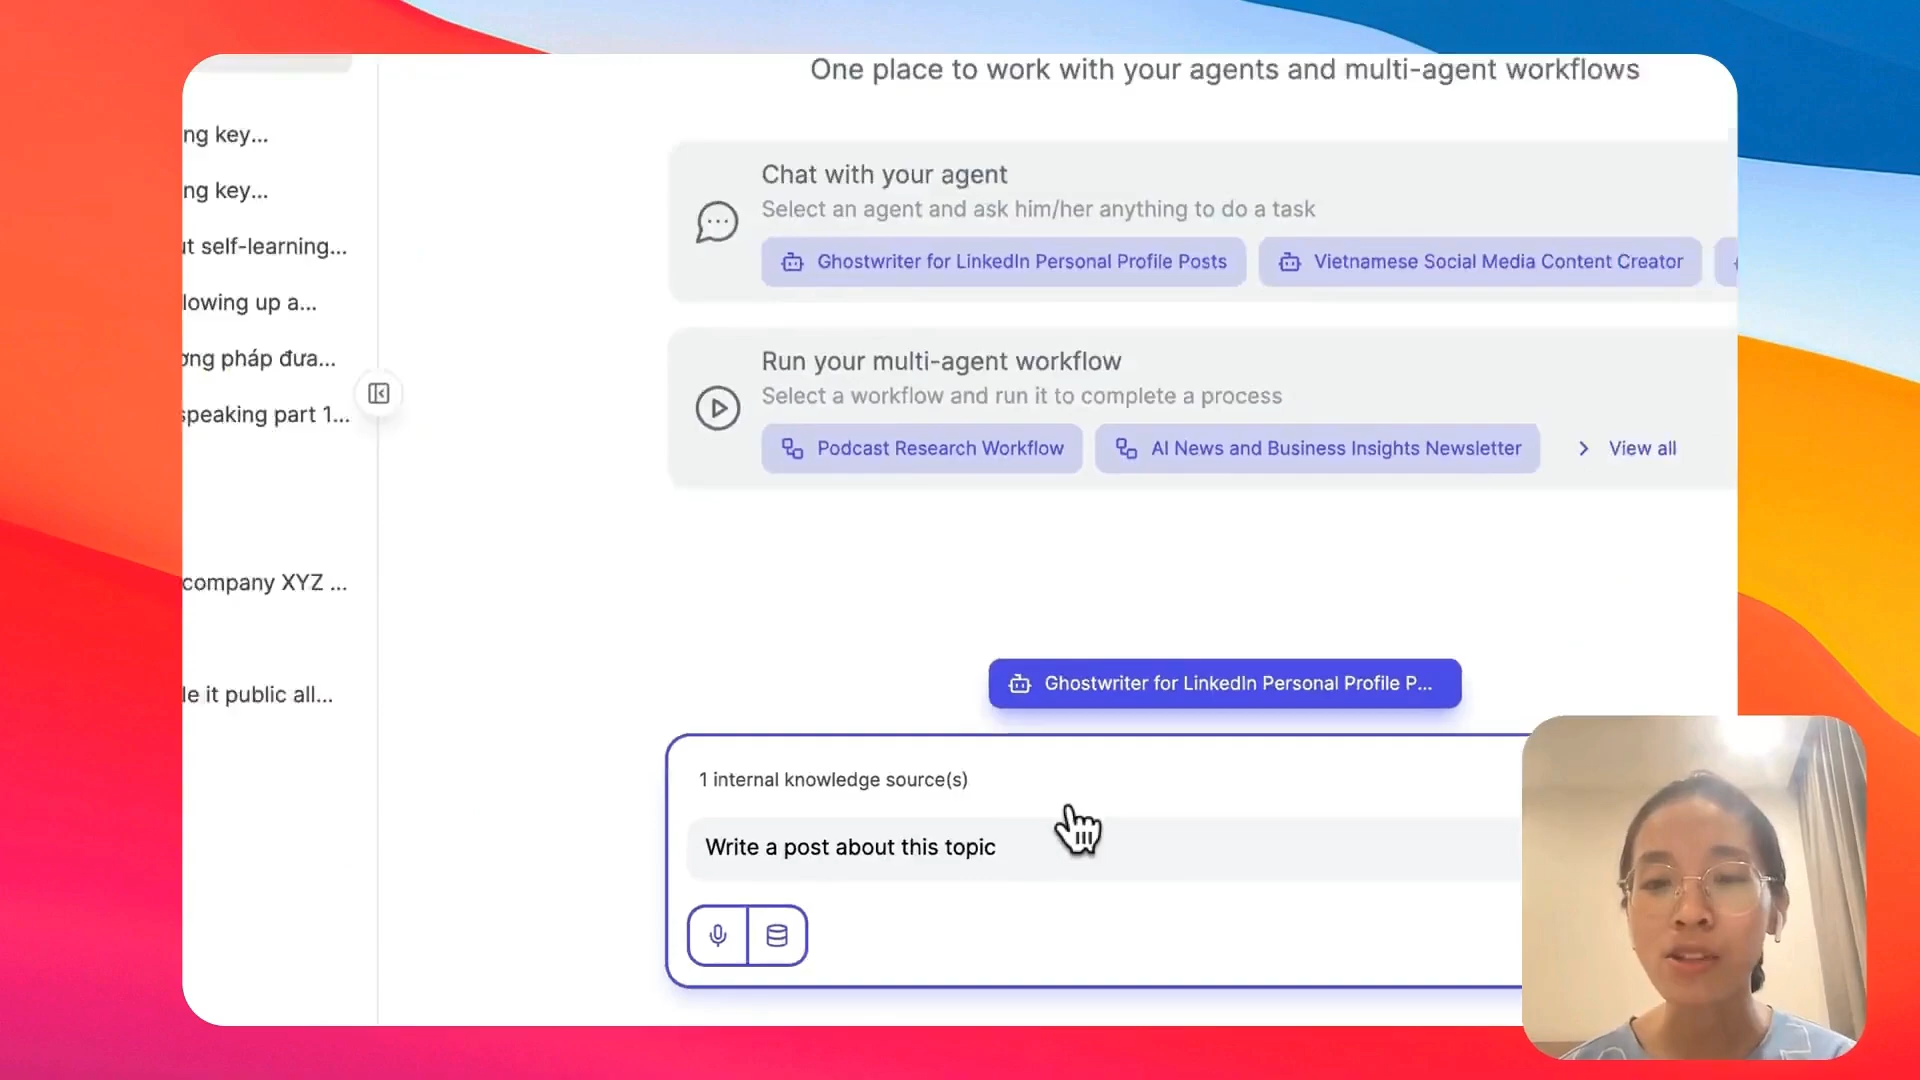 One place to work with your agents and multi-agent workflows
ng key...
ng key...
ut self-learning...
lowing up a...
ơng pháp đưa...
speaking part 1...
company XYZ ...
le it public all...
Chat with your agent
Select an agent and ask him/her anything to do a task
Ghostwriter for LinkedIn Personal Profile Posts
Vietnamese Social Media Content Creator
Run your multi-agent workflow
Select a workflow and run it to complete a process
Podcast Research Workflow
AI News and Business Insights Newsletter
View all
Ghostwriter for LinkedIn Personal Profile P...
1 internal knowledge source(s)
Write a post about this topic